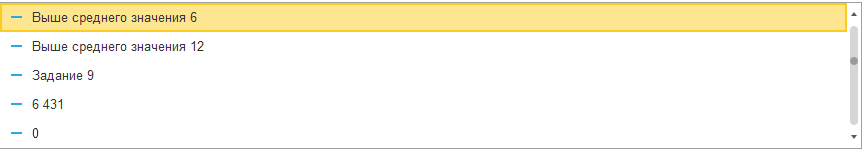 Выше среднего значения 6
Выше среднего значения 12
Задание 9
6 431
0